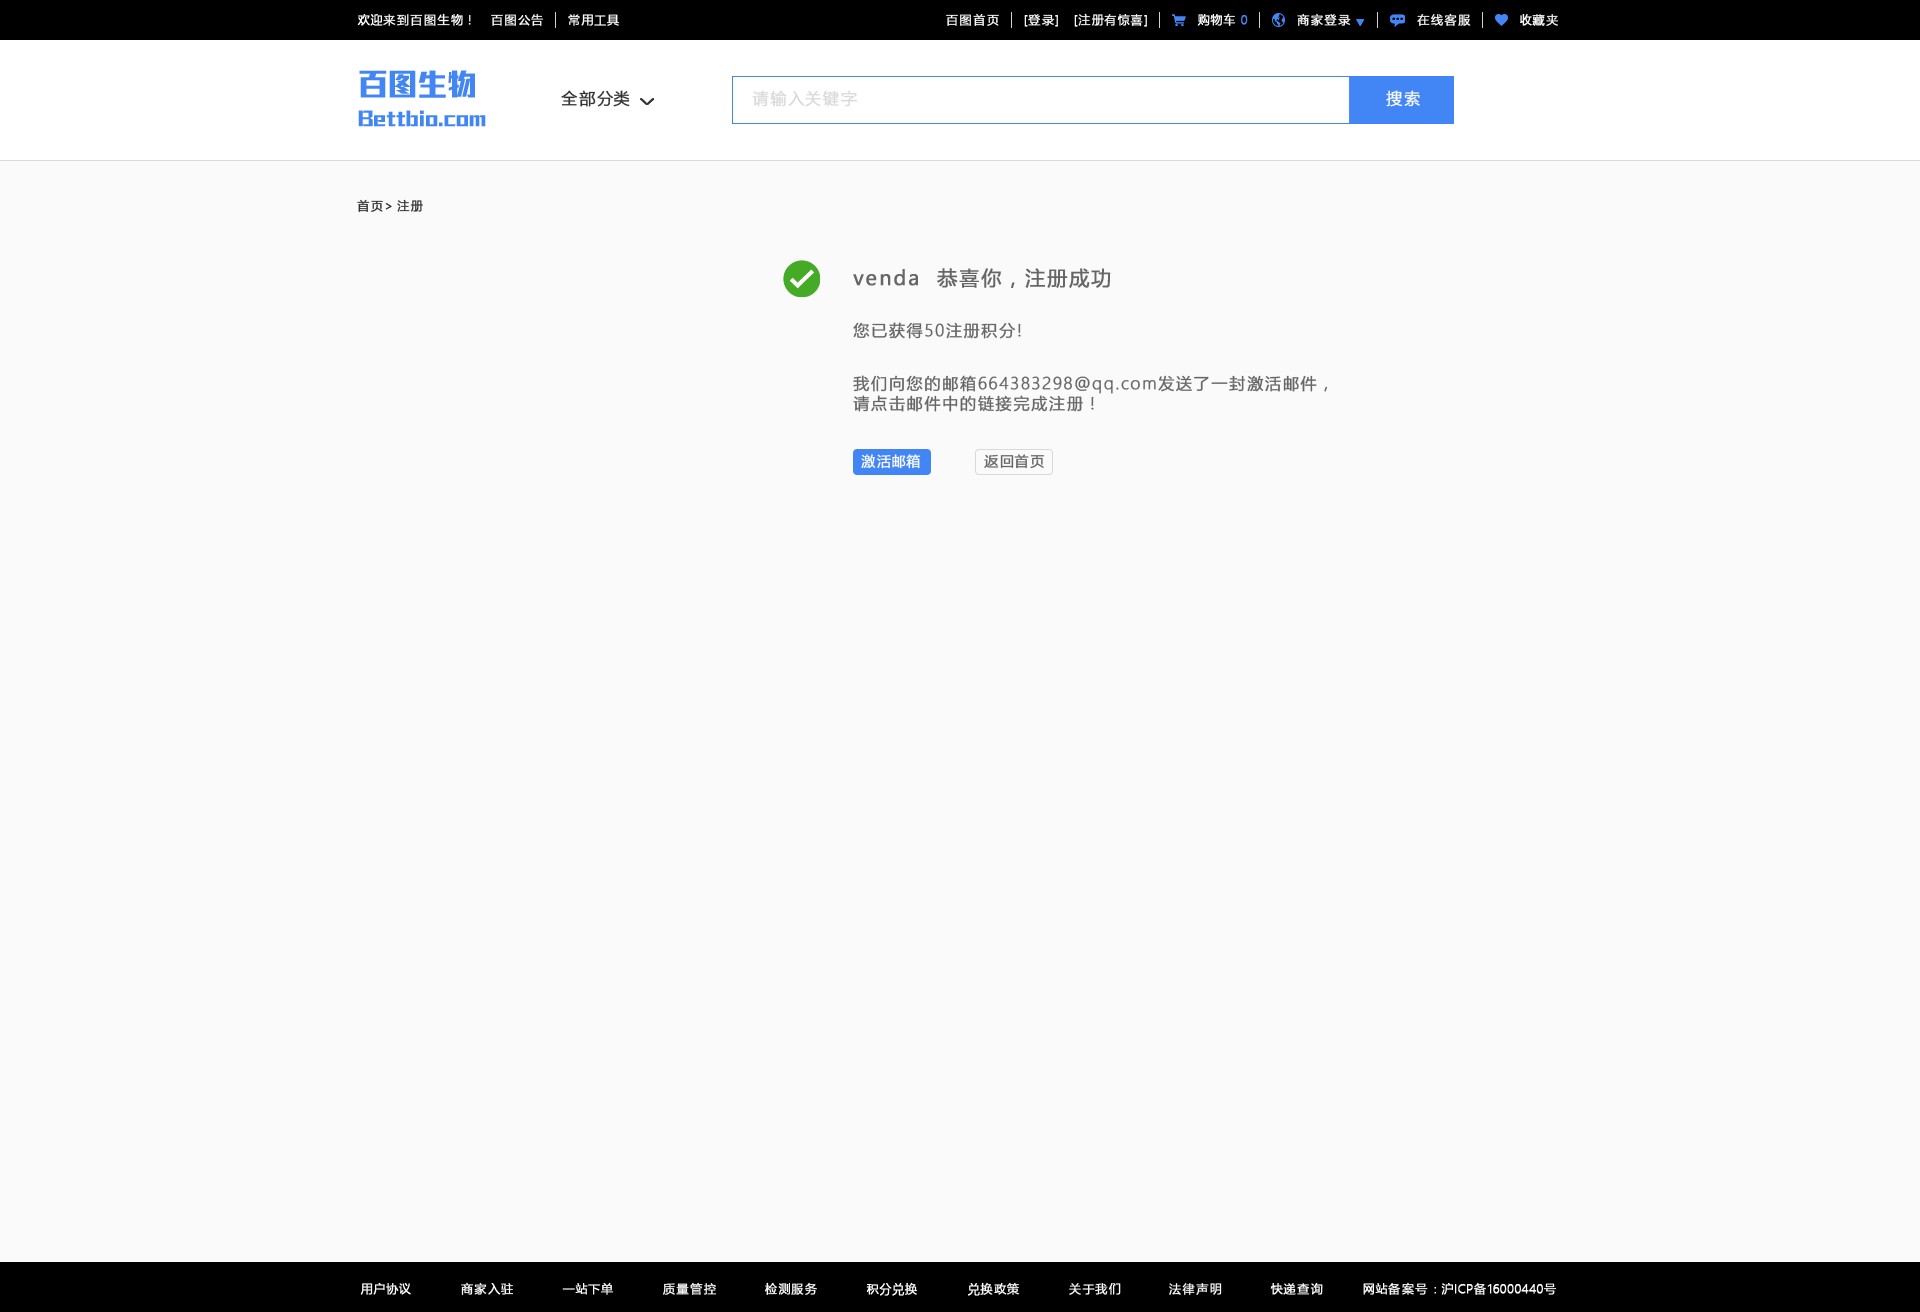 欢迎来到百图生物！ 百图公告 常用工具 百图首页 [登录] [注册有惊喜] 购物车 0 商家登录 在线客服 收藏夹
百图生物
Bettbio.com
全部分类
请输入关键字
搜索
首页> 注册
venda 恭喜你，注册成功
您已获得50注册积分!
我们向您的邮箱664383298@qq.com发送了一封激活邮件，
请点击邮件中的链接完成注册！
激活邮箱 返回首页
用户协议 商家入驻 一站下单 质量管控 检测服务 积分兑换 兑换政策 关于我们 法律声明 快递查询 网站备案号：沪ICP备16000440号